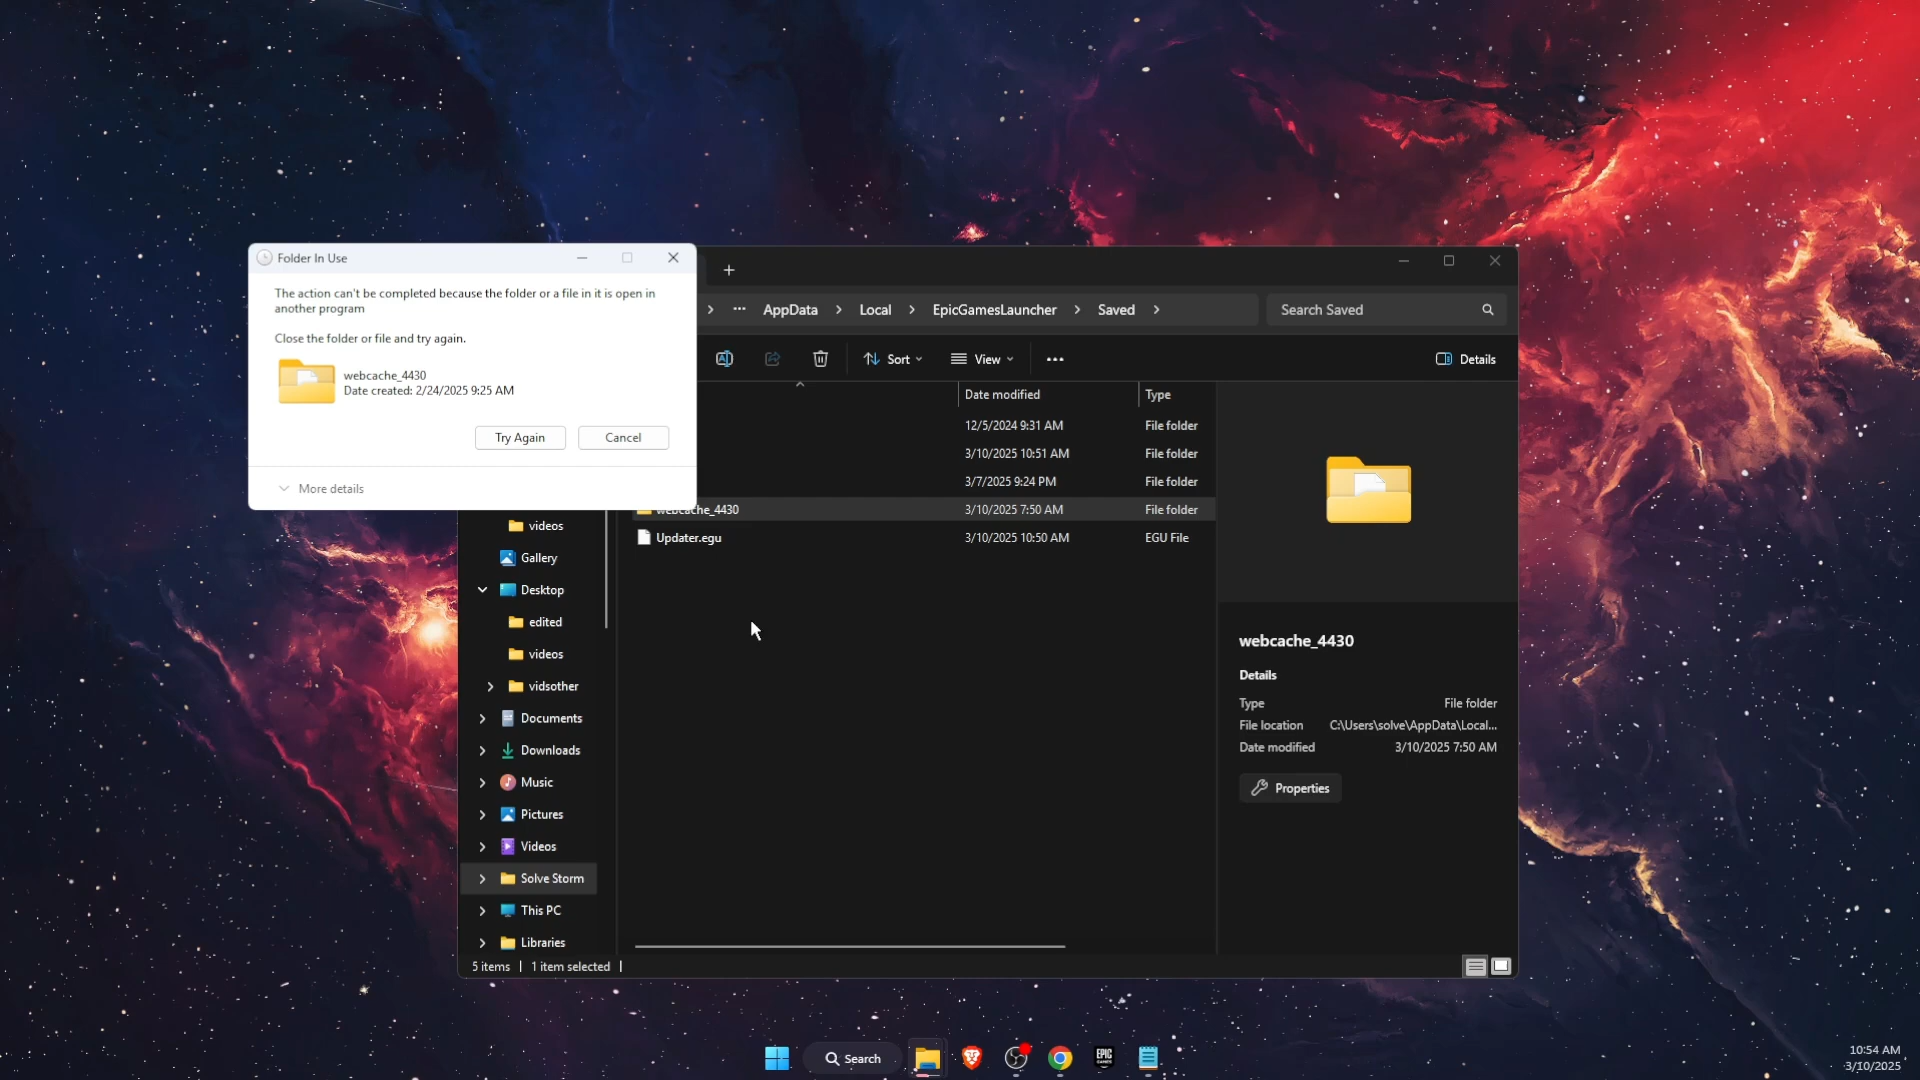 Folder In Use
The action can't be completed because the folder or a file in it is open in
another program
Close the folder or file and try again.
webcache_4430
Date created: 2/24/2025 9:25 AM
Try Again
Cancel
More details
AppData
Local
EpicGamesLauncher
Saved
Search Saved
Sort
View
Details
Date modified
Type
12/5/2024 9:31 AM
File folder
3/10/2025 10:51 AM
File folder
3/7/2025 9:24 PM
File folder
webcache_4430
3/10/2025 7:50 AM
File folder
Updater.egu
3/10/2025 10:50 AM
EGU File
videos
Gallery
Desktop
edited
videos
vidsother
Documents
Downloads
Music
Pictures
Videos
Solve Storm
This PC
Libraries
webcache_4430
Details
Type
File folder
File location
C:\Users\solve\AppData\Local...
Date modified
3/10/2025 7:50 AM
Properties
5 items
1 item selected
Search
EPIC
GAMES
10:54 AM
3/10/2025